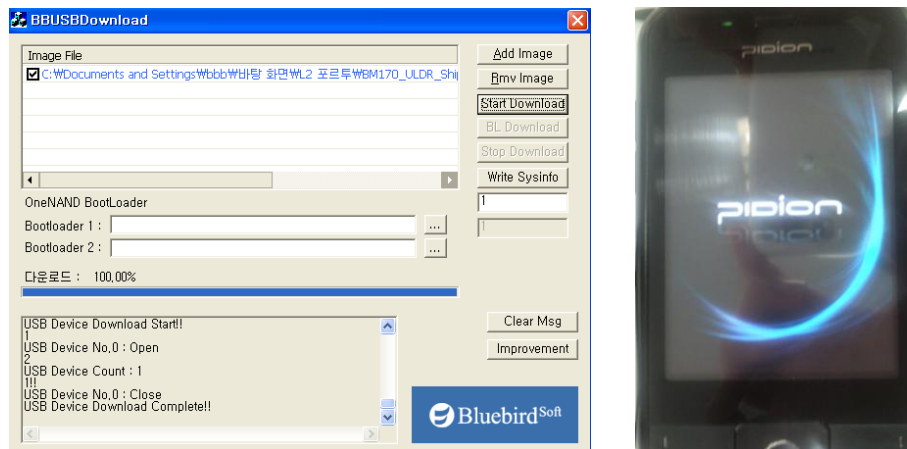 BBUSBDownload
Image File
C:₩Documents and Settings₩bbb₩바탕 화면₩L2 포르투₩BM170_ULDR_Ship
Add Image
Rmv Image
Start Download
BL Download
Stop Download
Write Sysinfo
1
1
OneNAND BootLoader
Bootloader 1 :
...
Bootloader 2 :
...
다운로드 : 100,00%
USB Device Download Start!!
1
USB Device No,0 : Open
2
USB Device Count : 1
1!!
USB Device No,0 : Close
USB Device Download Complete!!
Clear Msg
Improvement
BluebirdSoft
pidion
pidion